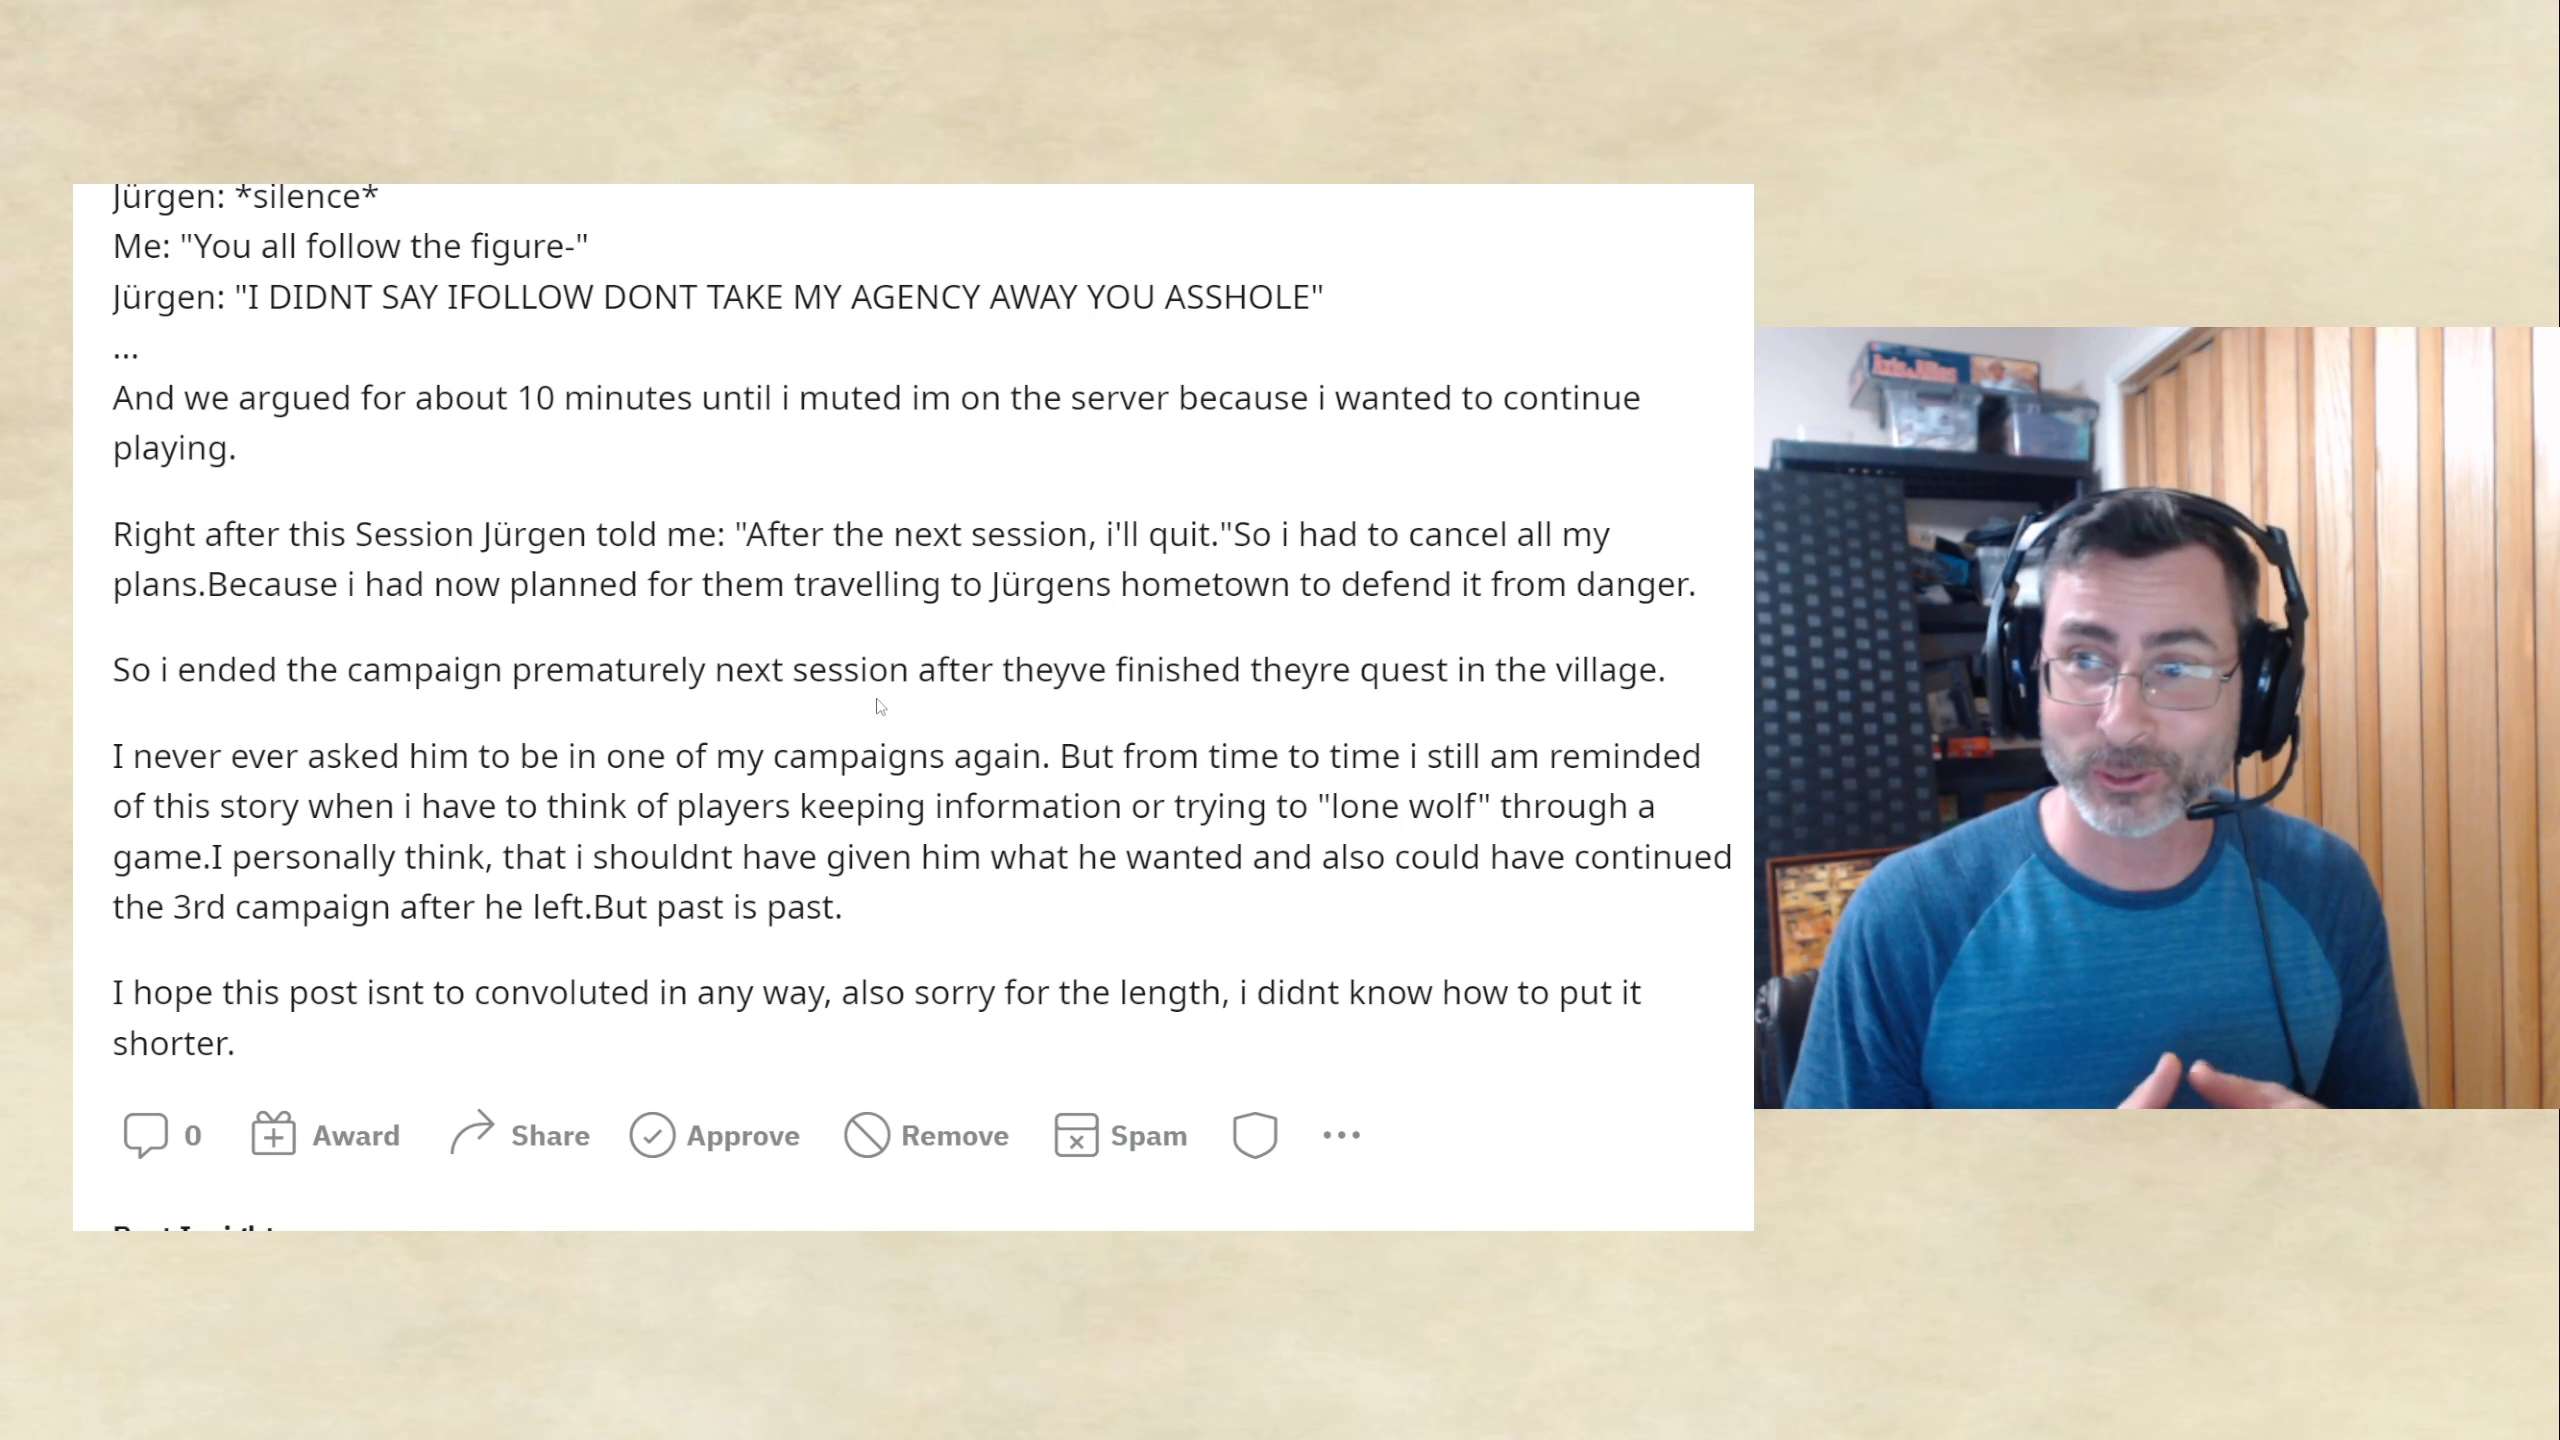 Jürgen: *silence*
Me: "You all follow the figure-"
Jürgen: "I DIDNT SAY IFOLLOW DONT TAKE MY AGENCY AWAY YOU ASSHOLE"
...
And we argued for about 10 minutes until i muted im on the server because i wanted to continue
playing.
Right after this Session Jürgen told me: "After the next session, i'll quit."So i had to cancel all my
plans.Because i had now planned for them travelling to Jürgens hometown to defend it from danger.
So i ended the campaign prematurely next session after theyve finished theyre quest in the village.
I never ever asked him to be in one of my campaigns again. But from time to time i still am reminded
of this story when i have to think of players keeping information or trying to "lone wolf" through a
game.I personally think, that i shouldnt have given him what he wanted and also could have continued
the 3rd campaign after he left.But past is past.
I hope this post isnt to convoluted in any way, also sorry for the length, i didnt know how to put it
shorter.
0 Award Share Approve Remove Spam
Axis & Allies